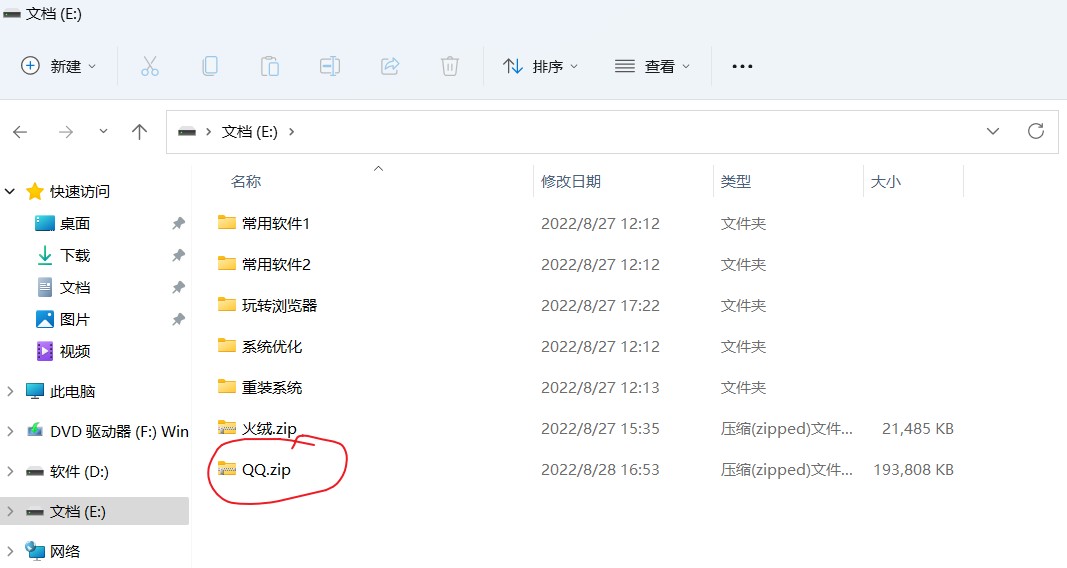 文档 (E:)
新建 排序 查看
文档 (E:)
名称 修改日期 类型 大小
快速访问
桌面
下载
文档
图片
视频
此电脑
DVD 驱动器 (F:) Win
软件 (D:)
文档 (E:)
网络
常用软件1 2022/8/27 12:12 文件夹
常用软件2 2022/8/27 12:12 文件夹
玩转浏览器 2022/8/27 17:22 文件夹
系统优化 2022/8/27 12:12 文件夹
重装系统 2022/8/27 12:13 文件夹
火绒.zip 2022/8/27 15:35 压缩(zipped)文件... 21,485 KB
QQ.zip 2022/8/28 16:53 压缩(zipped)文件... 193,808 KB